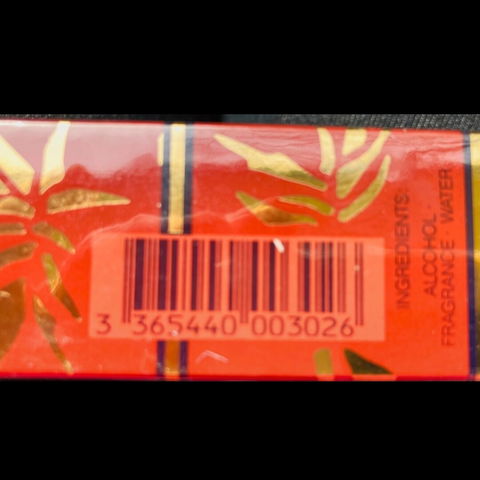 3 365440 003026
INGREDIENTS:
ALCOHOL
FRAGRANCE WATER